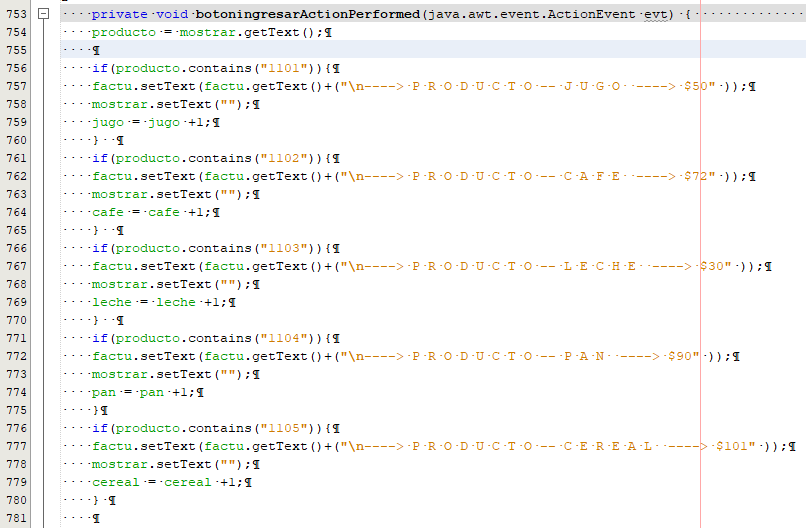 753 private void botoningresarActionPerformed(java.awt.event.ActionEvent evt) {
754 producto = mostrar.getText();
755
756 if(producto.contains("1101")){
757 factu.setText(factu.getText()+("\n----> P R O D U C T O -- J U G O  ----> $50" ));
758 mostrar.setText("");
759 jugo = jugo +1;
760 }
761 if(producto.contains("1102")){
762 factu.setText(factu.getText()+("\n----> P R O D U C T O -- C A F E  ----> $72" ));
763 mostrar.setText("");
764 cafe = cafe +1;
765 }
766 if(producto.contains("1103")){
767 factu.setText(factu.getText()+("\n----> P R O D U C T O -- L E C H E  ----> $30" ));
768 mostrar.setText("");
769 leche = leche +1;
770 }
771 if(producto.contains("1104")){
772 factu.setText(factu.getText()+("\n----> P R O D U C T O -- P A N  ----> $90" ));
773 mostrar.setText("");
774 pan = pan +1;
775 }
776 if(producto.contains("1105")){
777 factu.setText(factu.getText()+("\n----> P R O D U C T O -- C E R E A L  ----> $101" ));
778 mostrar.setText("");
779 cereal = cereal +1;
780 }
781